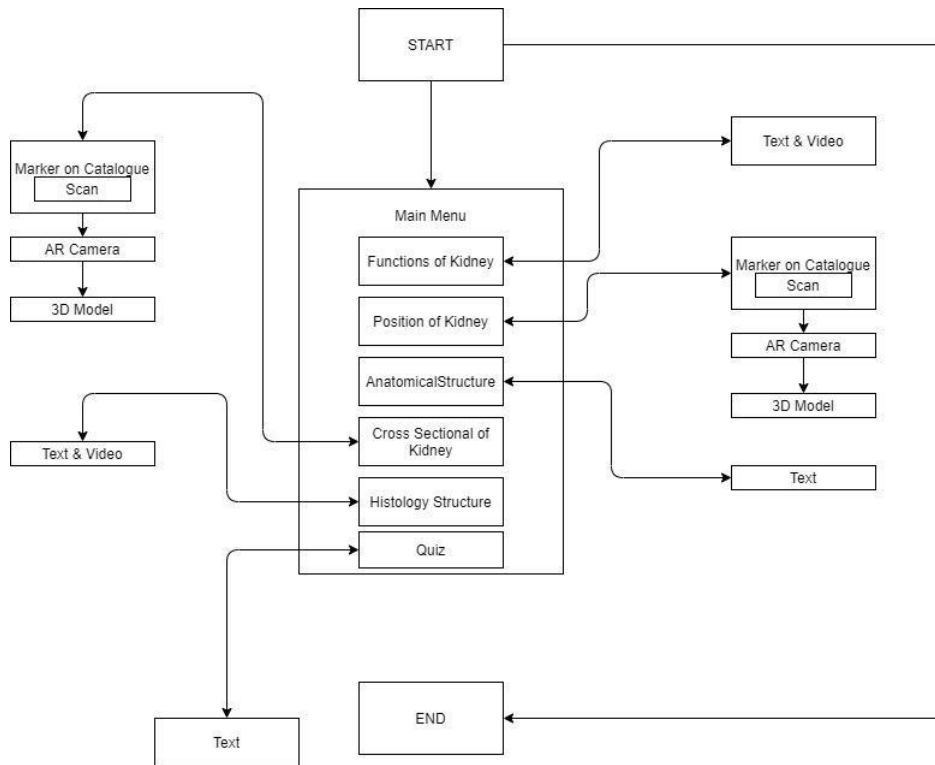 START
Marker on Catalogue
Scan
AR Camera
3D Model
Text & Video
Text
Main Menu
Functions of Kidney
Position of Kidney
AnatomicalStructure
Cross Sectional of
Kidney
Histology Structure
Quiz
Text & Video
Marker on Catalogue
Scan
AR Camera
3D Model
Text
END